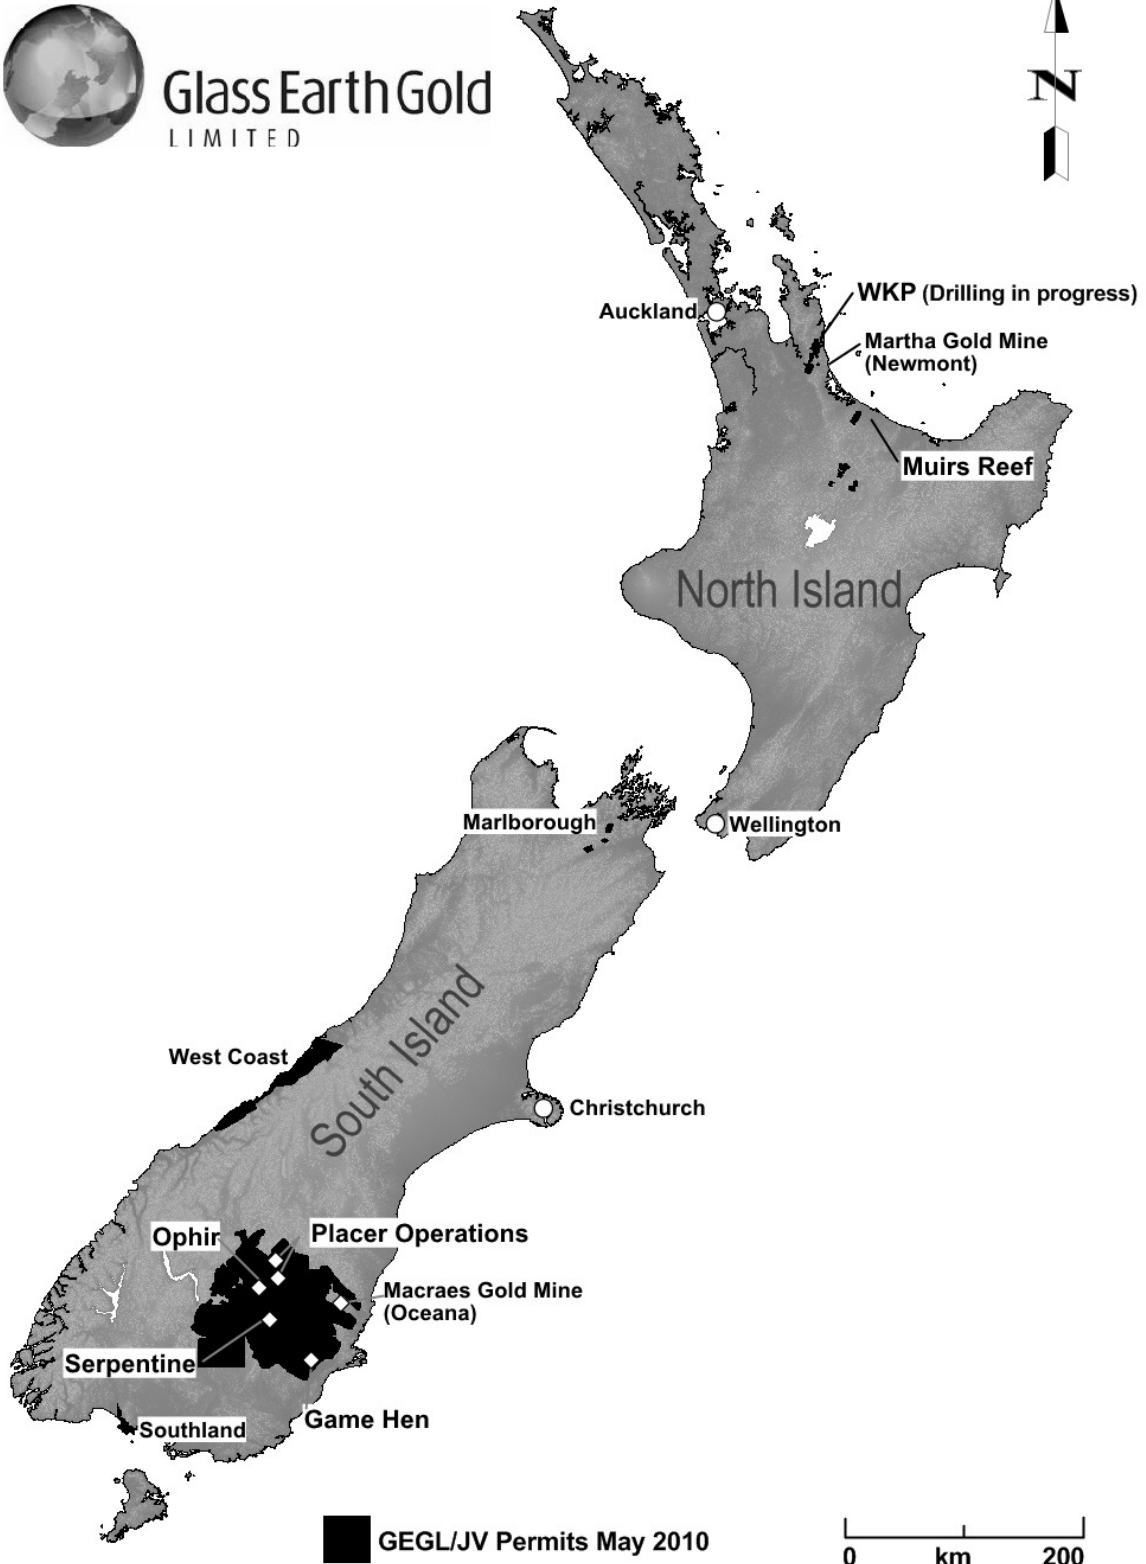 Glass Earth Gold
LIMITED
N
WKP (Drilling in progress)
Auckland
Martha Gold Mine
(Newmont)
Muirs Reef
North Island
Marlborough
Wellington
South Island
West Coast
Christchurch
Ophir
Placer Operations
Macraes Gold Mine
(Oceana)
Serpentine
Game Hen
Southland
GEGL/JV Permits May 2010
0 km 200